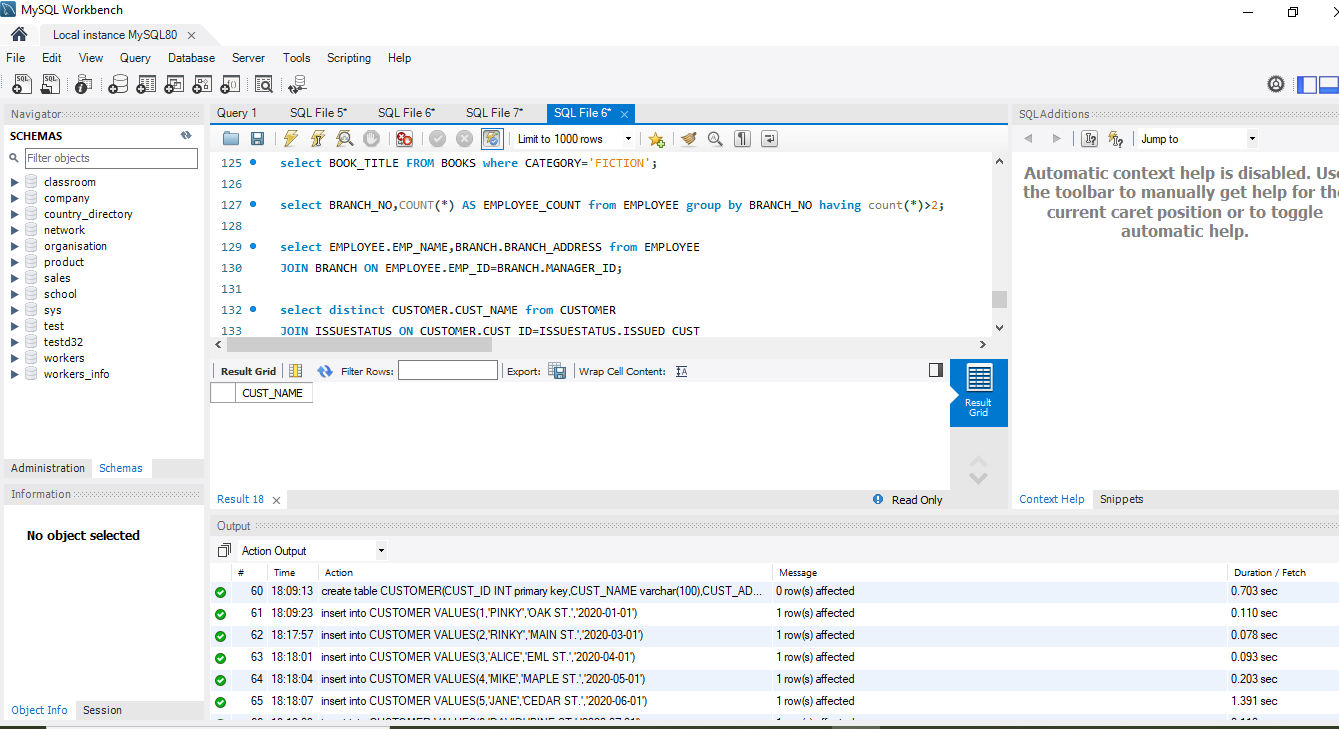 MySQL Workbench
Local instance MySQL80
File Edit View Query Database Server Tools Scripting Help
Navigator
SCHEMAS
Filter objects
classroom
company
country_directory
network
organisation
product
sales
school
sys
test
testd32
workers
workers_info
Administration Schemas
Information
No object selected
Object Info Session
Query 1 SQL File 5* SQL File 6* SQL File 7* SQL File 6*
Limit to 1000 rows
125 select BOOK_TITLE FROM BOOKS where CATEGORY='FICTION';
126
127 select BRANCH_NO,COUNT(*) AS EMPLOYEE_COUNT from EMPLOYEE group by BRANCH_NO having count(*)>2;
128
129 select EMPLOYEE.EMP_NAME,BRANCH.BRANCH_ADDRESS from EMPLOYEE
130 JOIN BRANCH ON EMPLOYEE.EMP_ID=BRANCH.MANAGER_ID;
131
132 select distinct CUSTOMER.CUST_NAME from CUSTOMER
133 JOIN ISSUESTATUS ON CUSTOMER.CUST_ID=ISSUESTATUS.ISSUED_CUST
Result Grid Filter Rows: Export: Wrap Cell Content:
CUST_NAME
Result Grid
Result 18
Read Only
SQLAdditions
Jump to
Automatic context help is disabled. Use
the toolbar to manually get help for the
current caret position or to toggle
automatic help.
Context Help Snippets
Output
Action Output
# Time Action Message Duration / Fetch
60 18:09:13 create table CUSTOMER(CUST_ID INT primary key,CUST_NAME varchar(100),CUST_AD... 0 row(s) affected 0.703 sec
61 18:09:23 insert into CUSTOMER VALUES(1,'PINKY','OAK ST.','2020-01-01') 1 row(s) affected 0.110 sec
62 18:17:57 insert into CUSTOMER VALUES(2,'RINKY','MAIN ST.','2020-03-01') 1 row(s) affected 0.078 sec
63 18:18:01 insert into CUSTOMER VALUES(3,'ALICE','EML ST.','2020-04-01') 1 row(s) affected 0.093 sec
64 18:18:04 insert into CUSTOMER VALUES(4,'MIKE','MAPLE ST.','2020-05-01') 1 row(s) affected 0.203 sec
65 18:18:07 insert into CUSTOMER VALUES(5,'JANE','CEDAR ST.','2020-06-01') 1 row(s) affected 1.391 sec